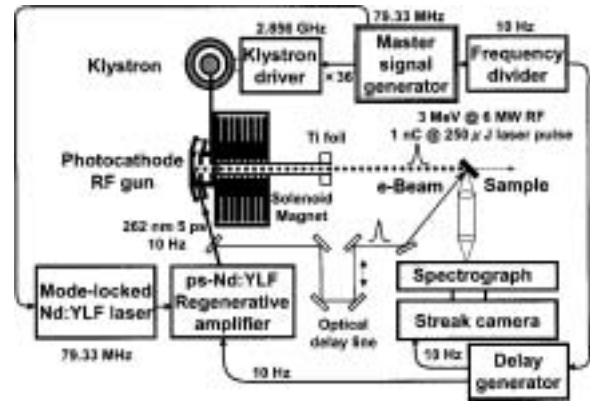 79.33 MHz
10 Hz
2.856 GHz
Klystron
Klystron
driver
× 36
Master
signal
generator
Frequency
divider
3 MeV @ 6 MW RF
1 nC @ 250μJ laser pulse
Ti foil
Photocathode
RF gun
e-Beam
Sample
Solenoid
Magnet
262 nm 5 ps
10 Hz
Mode-locked
Nd:YLF laser
ps-Nd:YLF
Regenerative
amplifier
Optical
delay line
Spectrograph
Streak camera
79.33 MHz
10 Hz
10 Hz
Delay
generator